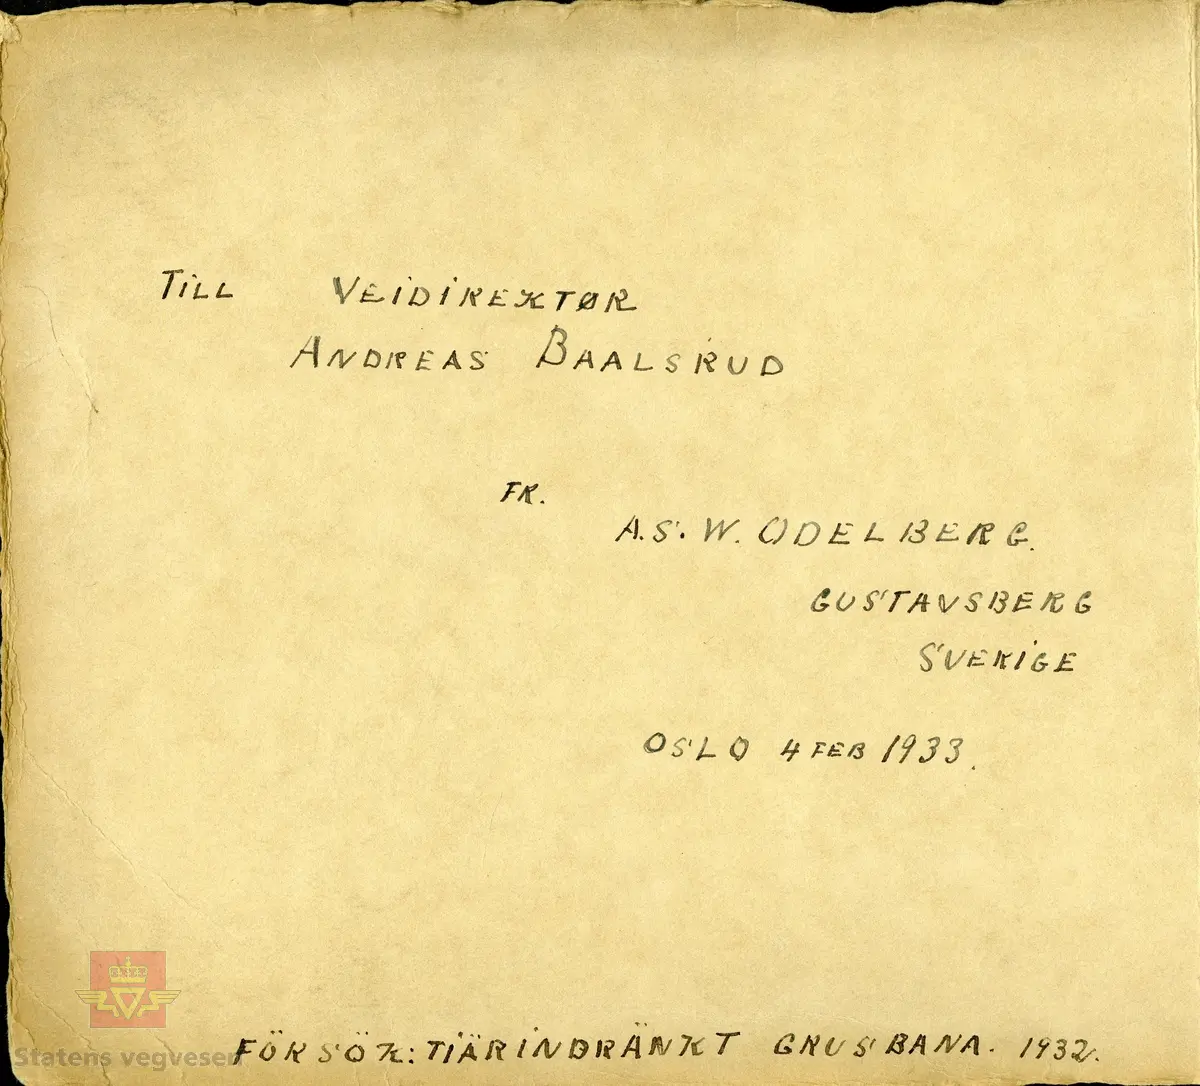 TILL VEIDIREKTØR
ANDREAS BAALSRUD
FR.
A.S. W. ODELBERG.
GUSTAVSBERG
SVERIGE
OSLO 4 FEB 1933.
FÖRSÖK: TJÄRINDRÄNKT GRUSBANA. 1932.
Statens vegvesen